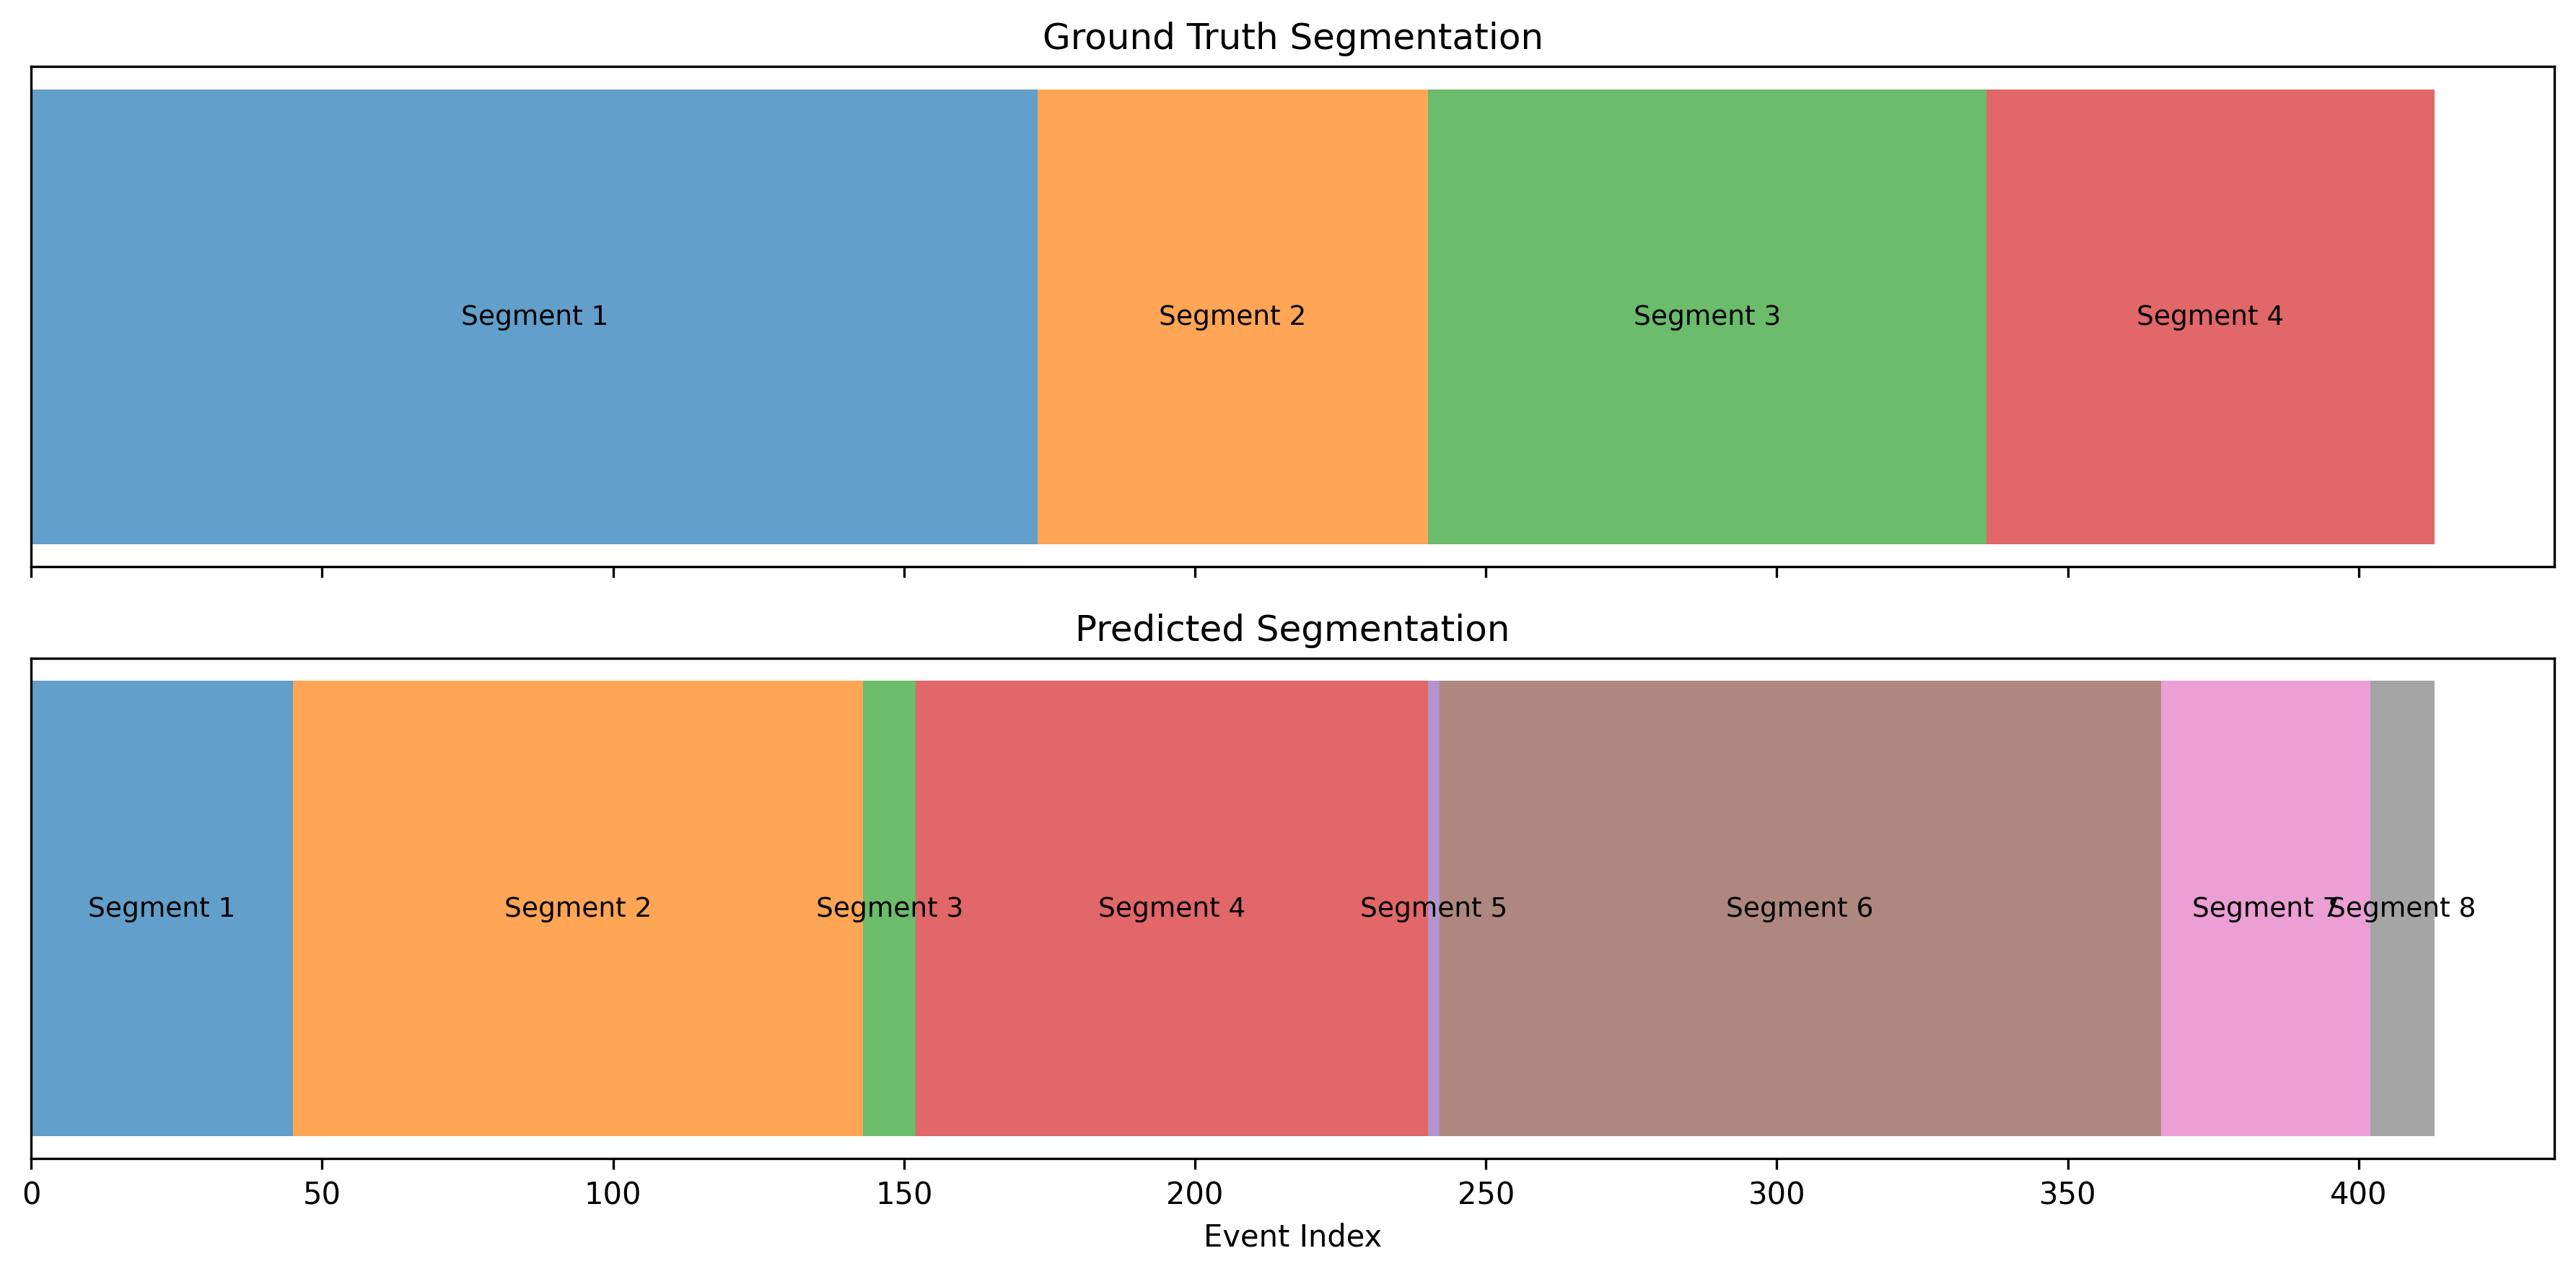 Ground Truth Segmentation
Segment 1 Segment 2 Segment 3 Segment 4
Predicted Segmentation
Segment 1 Segment 2 Segment 3 Segment 4 Segment 5 Segment 6 Segment 7 Segment 8
0 50 100 150 200 250 300 350 400
Event Index